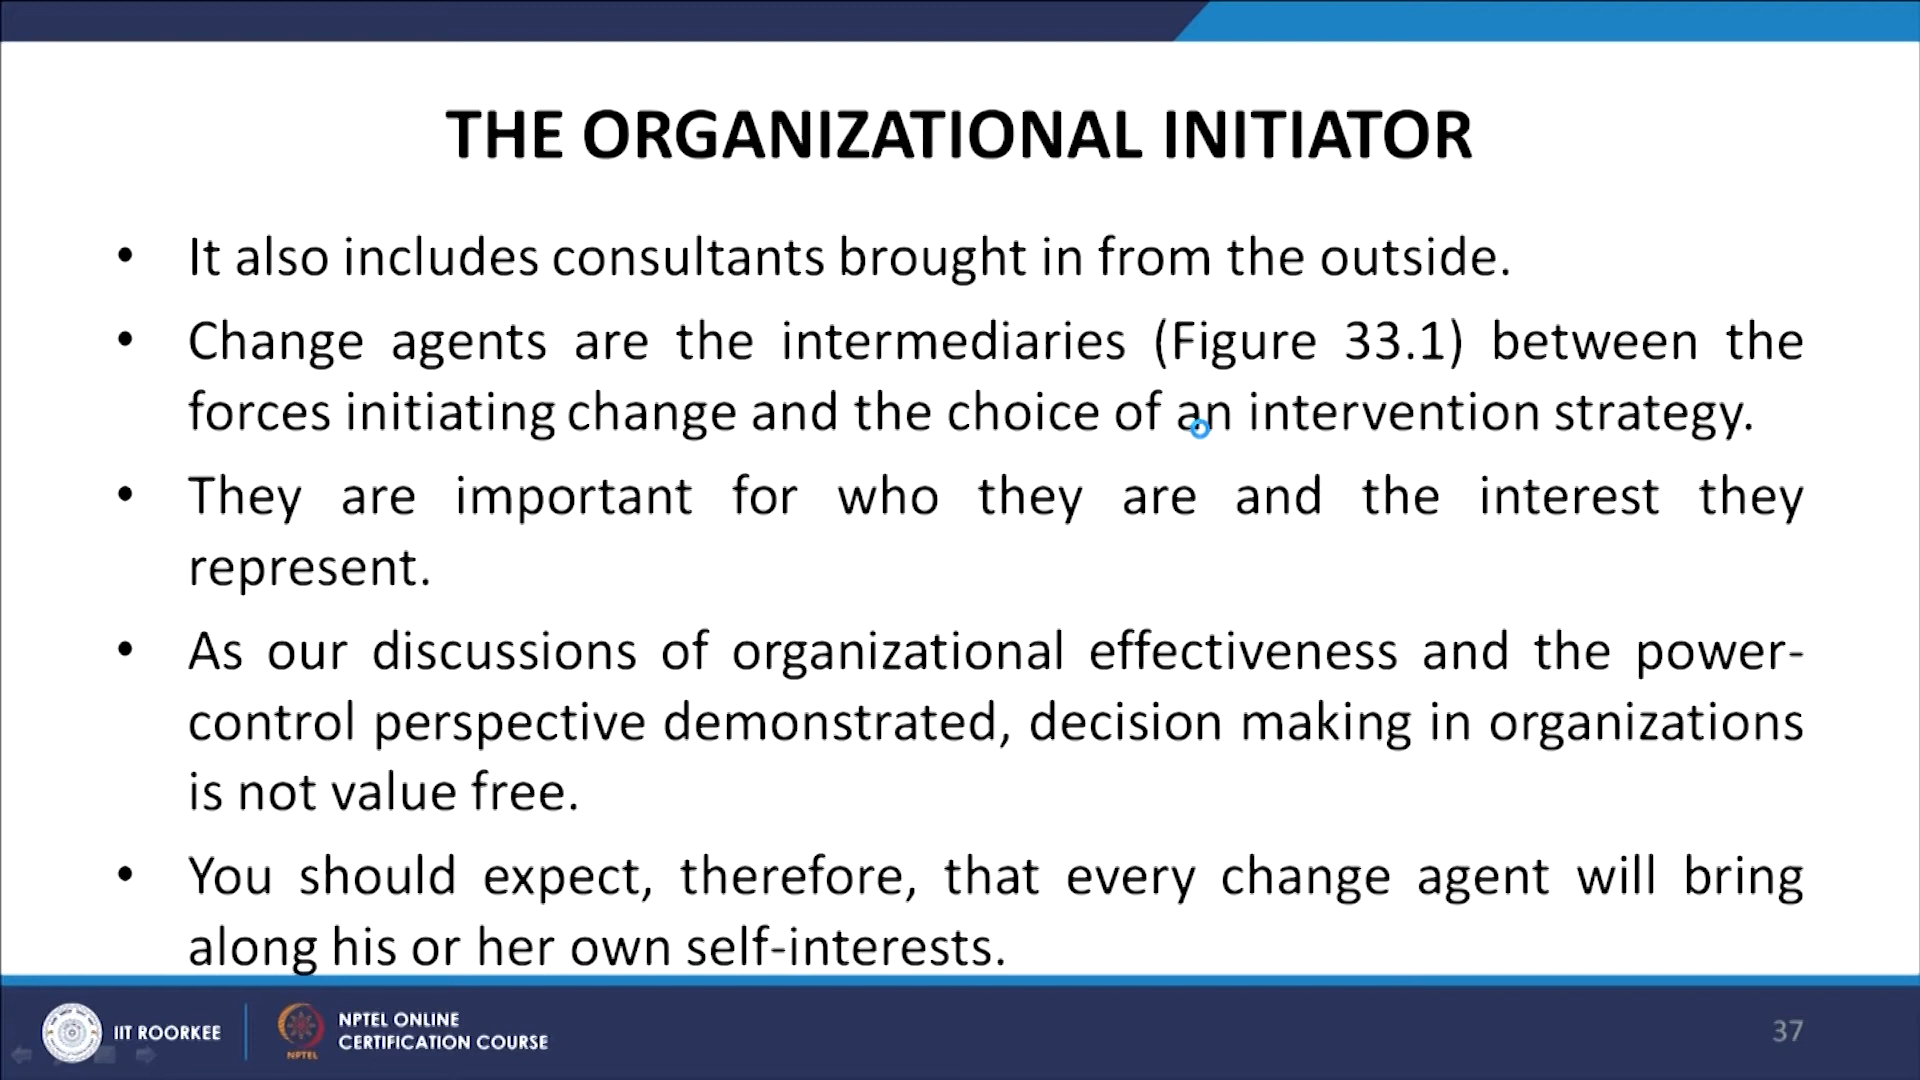 THE ORGANIZATIONAL INITIATOR
• It also includes consultants brought in from the outside.
• Change agents are the intermediaries (Figure 33.1) between the
forces initiating change and the choice of an intervention strategy.
• They are important for who they are and the interest they
represent.
• As our discussions of organizational effectiveness and the power-
control perspective demonstrated, decision making in organizations
is not value free.
• You should expect, therefore, that every change agent will bring
along his or her own self-interests.
IIT ROORKEE
NPTEL
NPTEL ONLINE
CERTIFICATION COURSE
37